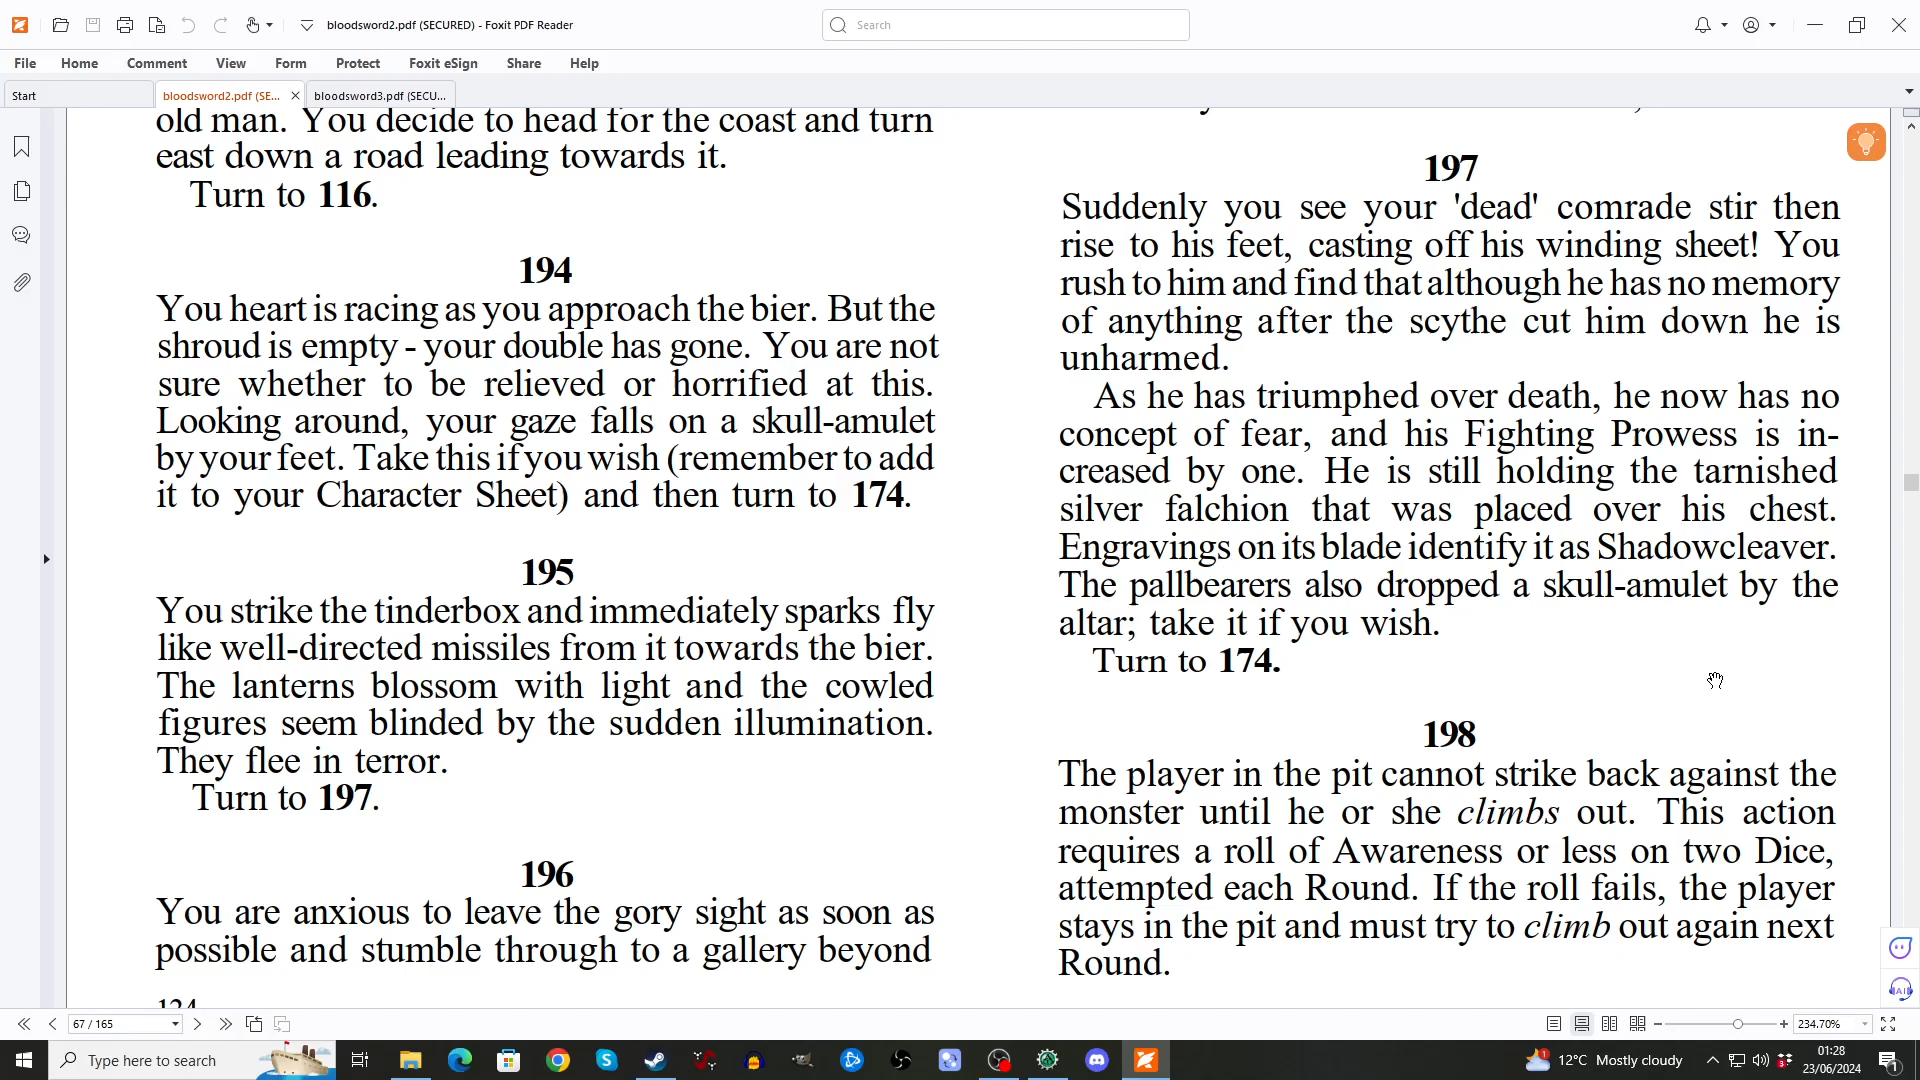 bloodsword2.pdf (SECURED) - Foxit PDF Reader
Search
File Home Comment View Form Protect Foxit eSign Share Help
Start
bloodsword2.pdf (SE...
bloodsword3.pdf (SECU...
old man. You decide to head for the coast and turn
east down a road leading towards it.
Turn to 116.
194
You heart is racing as you approach the bier. But the
shroud is empty - your double has gone. You are not
sure whether to be relieved or horrified at this.
Looking around, your gaze falls on a skull-amulet
by your feet. Take this if you wish (remember to add
it to your Character Sheet) and then turn to 174.
195
You strike the tinderbox and immediately sparks fly
like well-directed missiles from it towards the bier.
The lanterns blossom with light and the cowled
figures seem blinded by the sudden illumination.
They flee in terror.
Turn to 197.
196
You are anxious to leave the gory sight as soon as
possible and stumble through to a gallery beyond
124
197
Suddenly you see your 'dead' comrade stir then
rise to his feet, casting off his winding sheet! You
rush to him and find that although he has no memory
of anything after the scythe cut him down he is
unharmed.
As he has triumphed over death, he now has no
concept of fear, and his Fighting Prowess is in-
creased by one. He is still holding the tarnished
silver falchion that was placed over his chest.
Engravings on its blade identify it as Shadowcleaver.
The pallbearers also dropped a skull-amulet by the
altar; take it if you wish.
Turn to 174.
198
The player in the pit cannot strike back against the
monster until he or she climbs out. This action
requires a roll of Awareness or less on two Dice,
attempted each Round. If the roll fails, the player
stays in the pit and must try to climb out again next
Round.
67 / 165
234.70%
Type here to search
12°C Mostly cloudy
01:28
23/06/2024